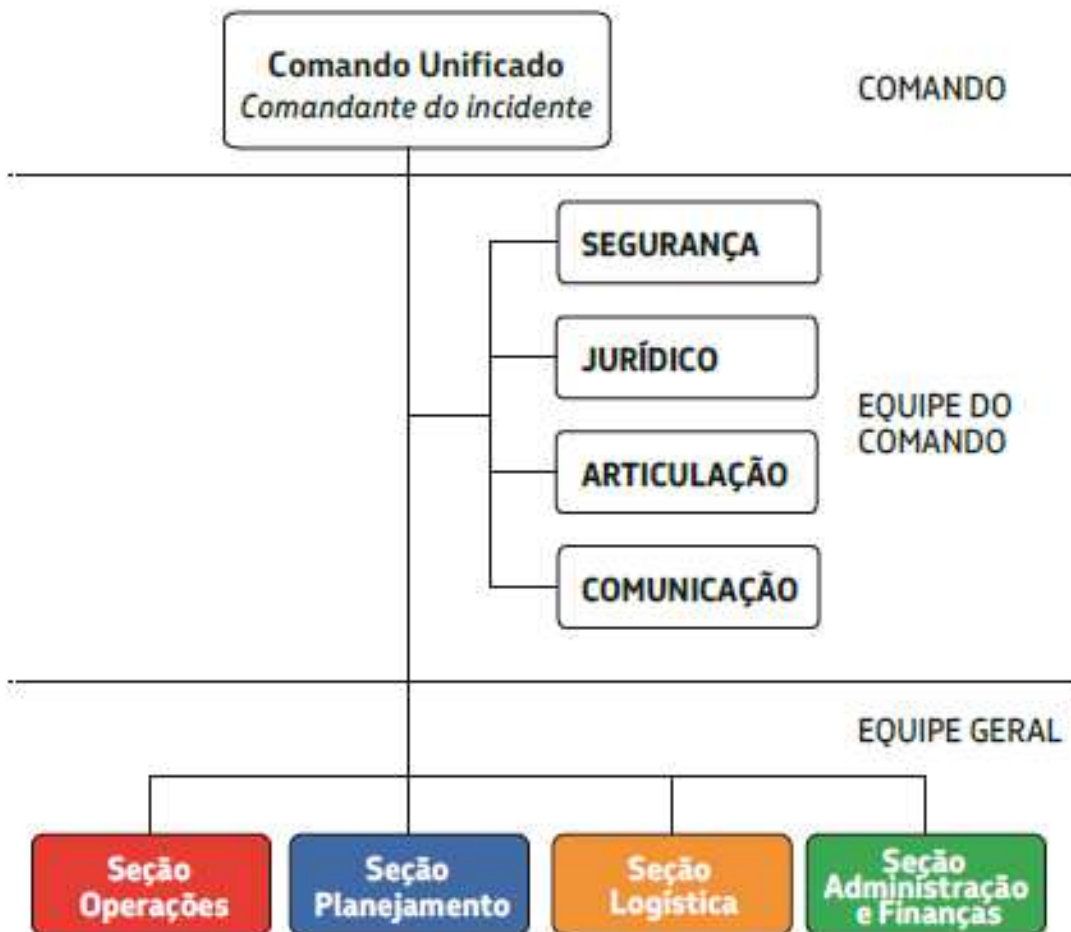 Comando Unificado
Comandante do incidente
COMANDO
SEGURANÇA
JURÍDICO
EQUIPE DO
COMANDO
ARTICULAÇÃO
COMUNICAÇÃO
EQUIPE GERAL
Seção
Operações
Seção
Planejamento
Seção
Logística
Seção
Administração
e Finanças